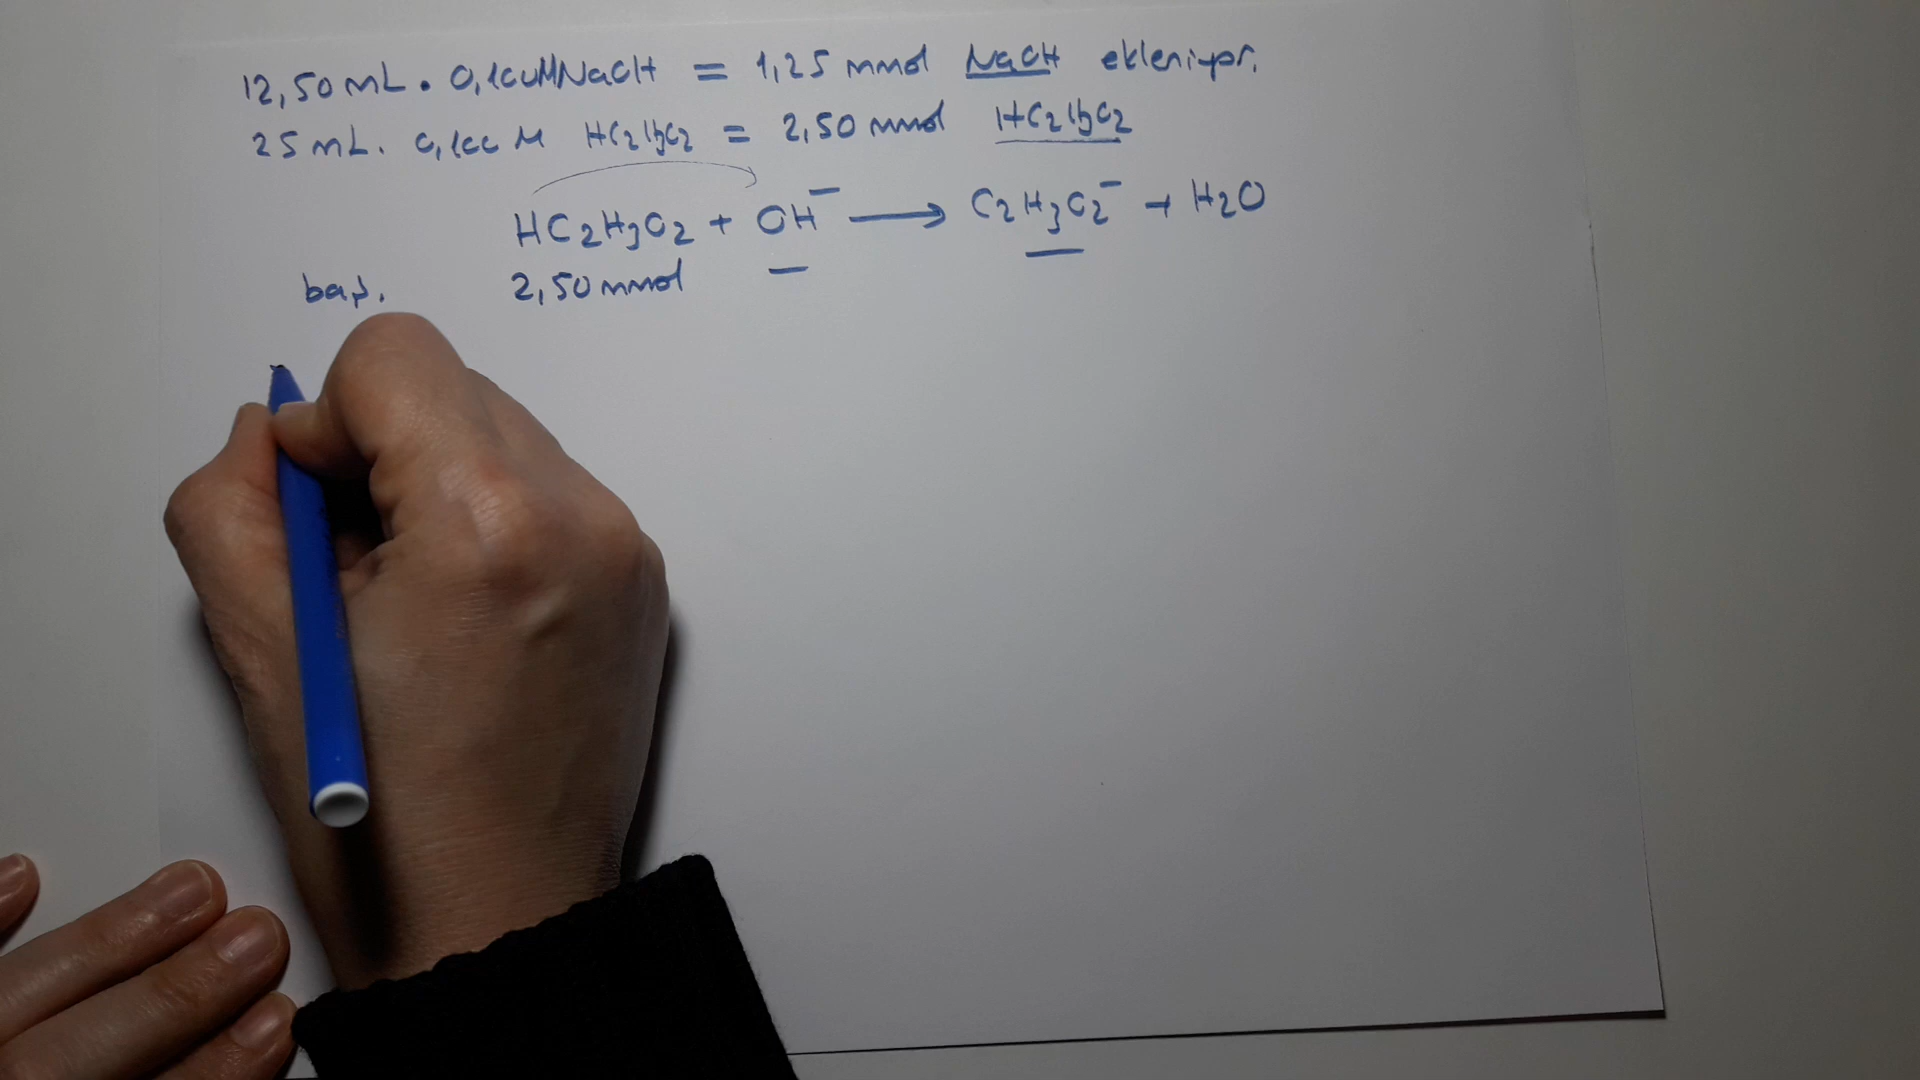 12,50 mL . 0,100 M NaOH = 1,25 mmol NaOH ekleniyor.
25 mL . 0,100 M HC2H3O2 = 2,50 mmol HC2H3O2
HC2H3O2 + OH⁻ → C2H3O2⁻ + H2O
baş. 2,50 mmol — —